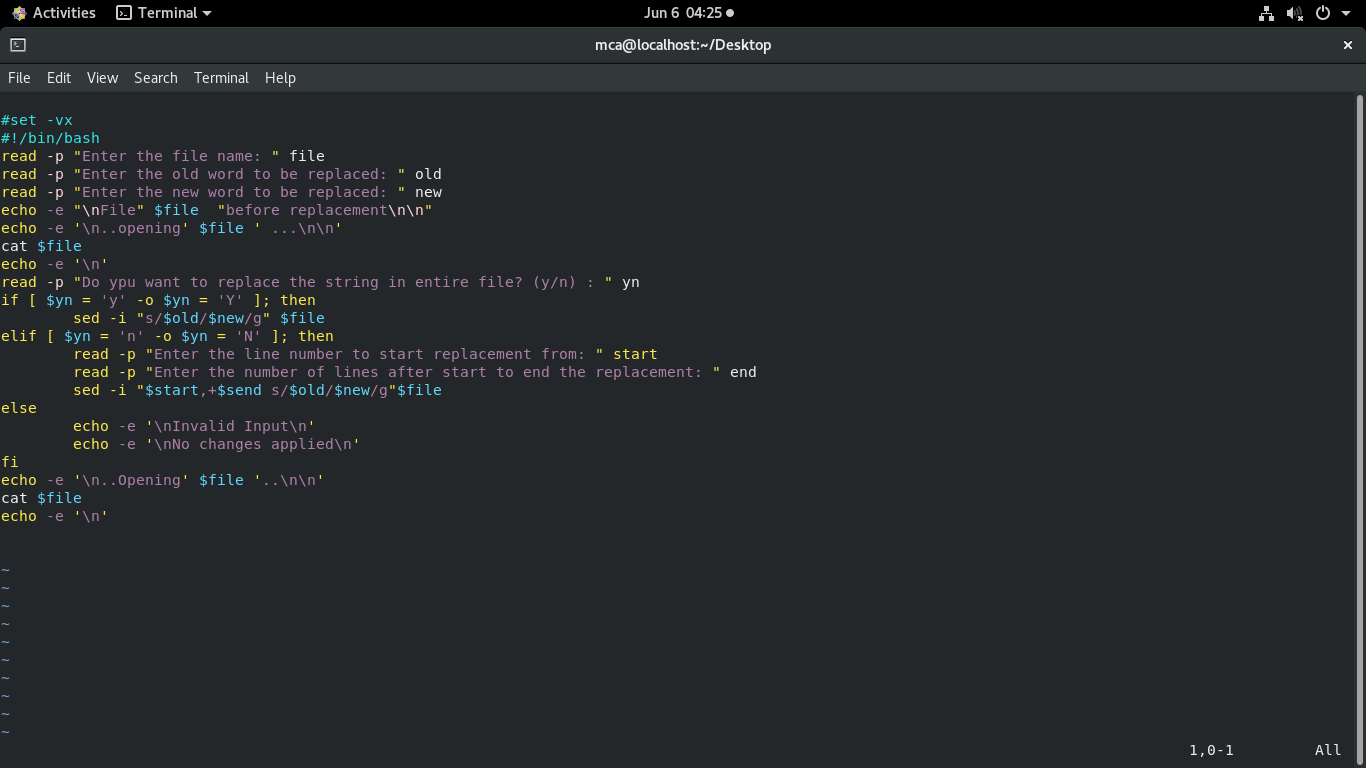 Activities Terminal Jun 6 04:25
mca@localhost:~/Desktop
File Edit View Search Terminal Help
#set -vx
#!/bin/bash
read -p "Enter the file name: " file
read -p "Enter the old word to be replaced: " old
read -p "Enter the new word to be replaced: " new
echo -e "\nFile" $file  "before replacement\n\n"
echo -e '\n..opening' $file ' ...\n\n'
cat $file
echo -e '\n'
read -p "Do ypu want to replace the string in entire file? (y/n) : " yn
if [ $yn = 'y' -o $yn = 'Y' ]; then
        sed -i "s/$old/$new/g" $file
elif [ $yn = 'n' -o $yn = 'N' ]; then
        read -p "Enter the line number to start replacement from: " start
        read -p "Enter the number of lines after start to end the replacement: " end
        sed -i "$start,+$send s/$old/$new/g"$file
else
        echo -e '\nInvalid Input\n'
        echo -e '\nNo changes applied\n'
fi
echo -e '\n..Opening' $file '..\n\n'
cat $file
echo -e '\n'
~
~
~
~
~
~
~
~
~
~
1,0-1 All